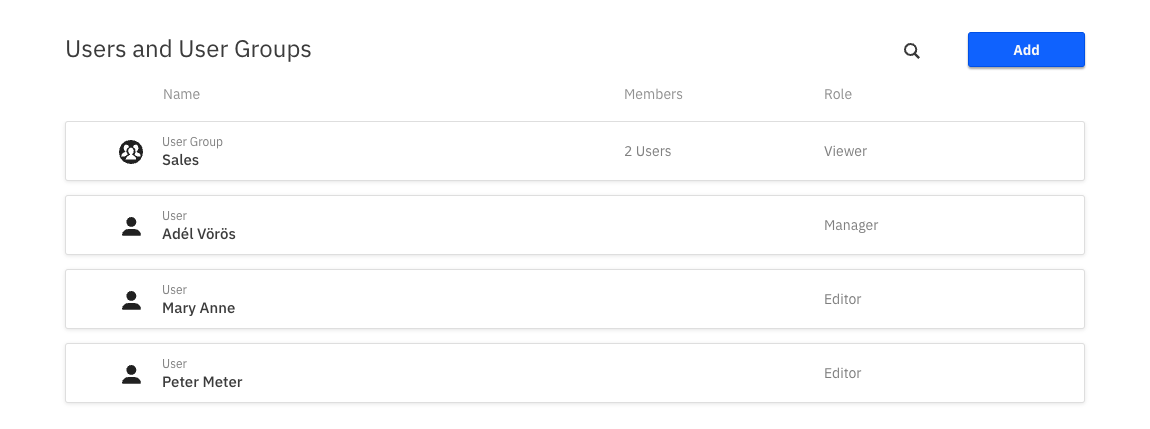 Users and User Groups
Add
Name Members Role
User Group
Sales
2 Users
Viewer
User
Adél Vörös
Manager
User
Mary Anne
Editor
User
Peter Meter
Editor